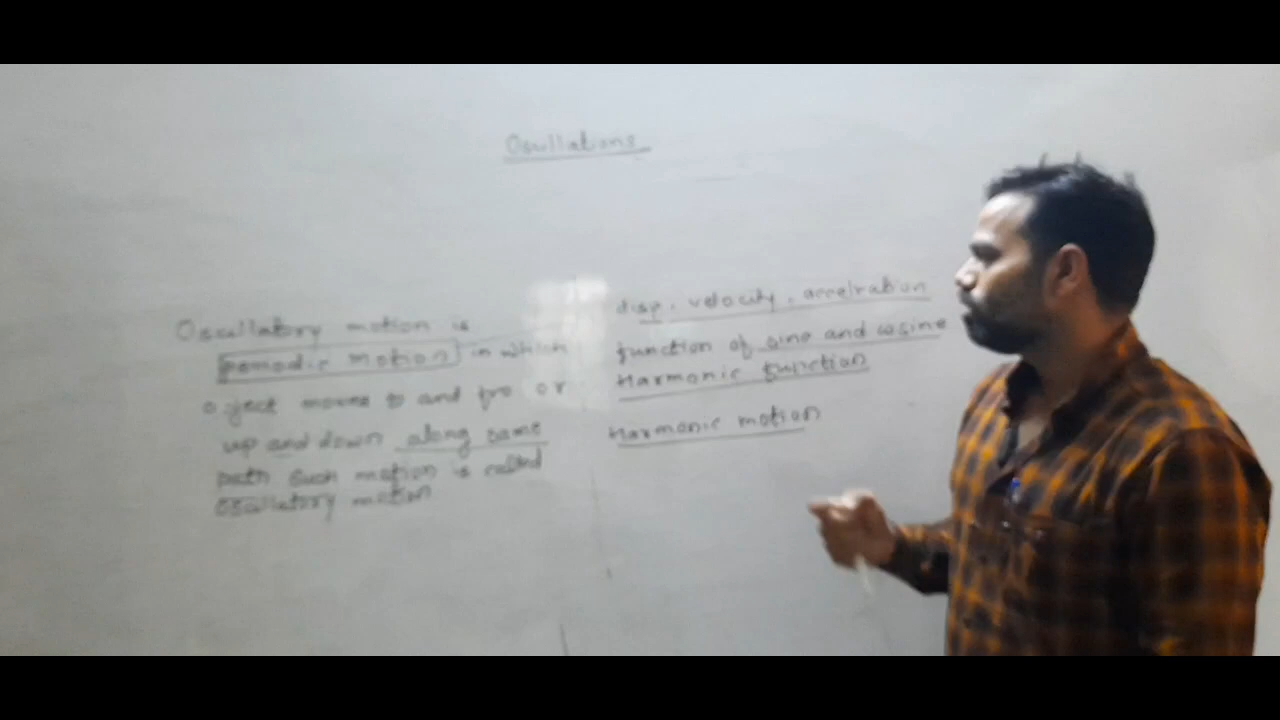 Oscillations
Oscillatory motion is
periodic motion in which
object moves to and fro or
up and down along same
path such motion is called
oscillatory motion
disp, velocity, accelration
function of sine and cosine
Harmonic function
Harmonic motion